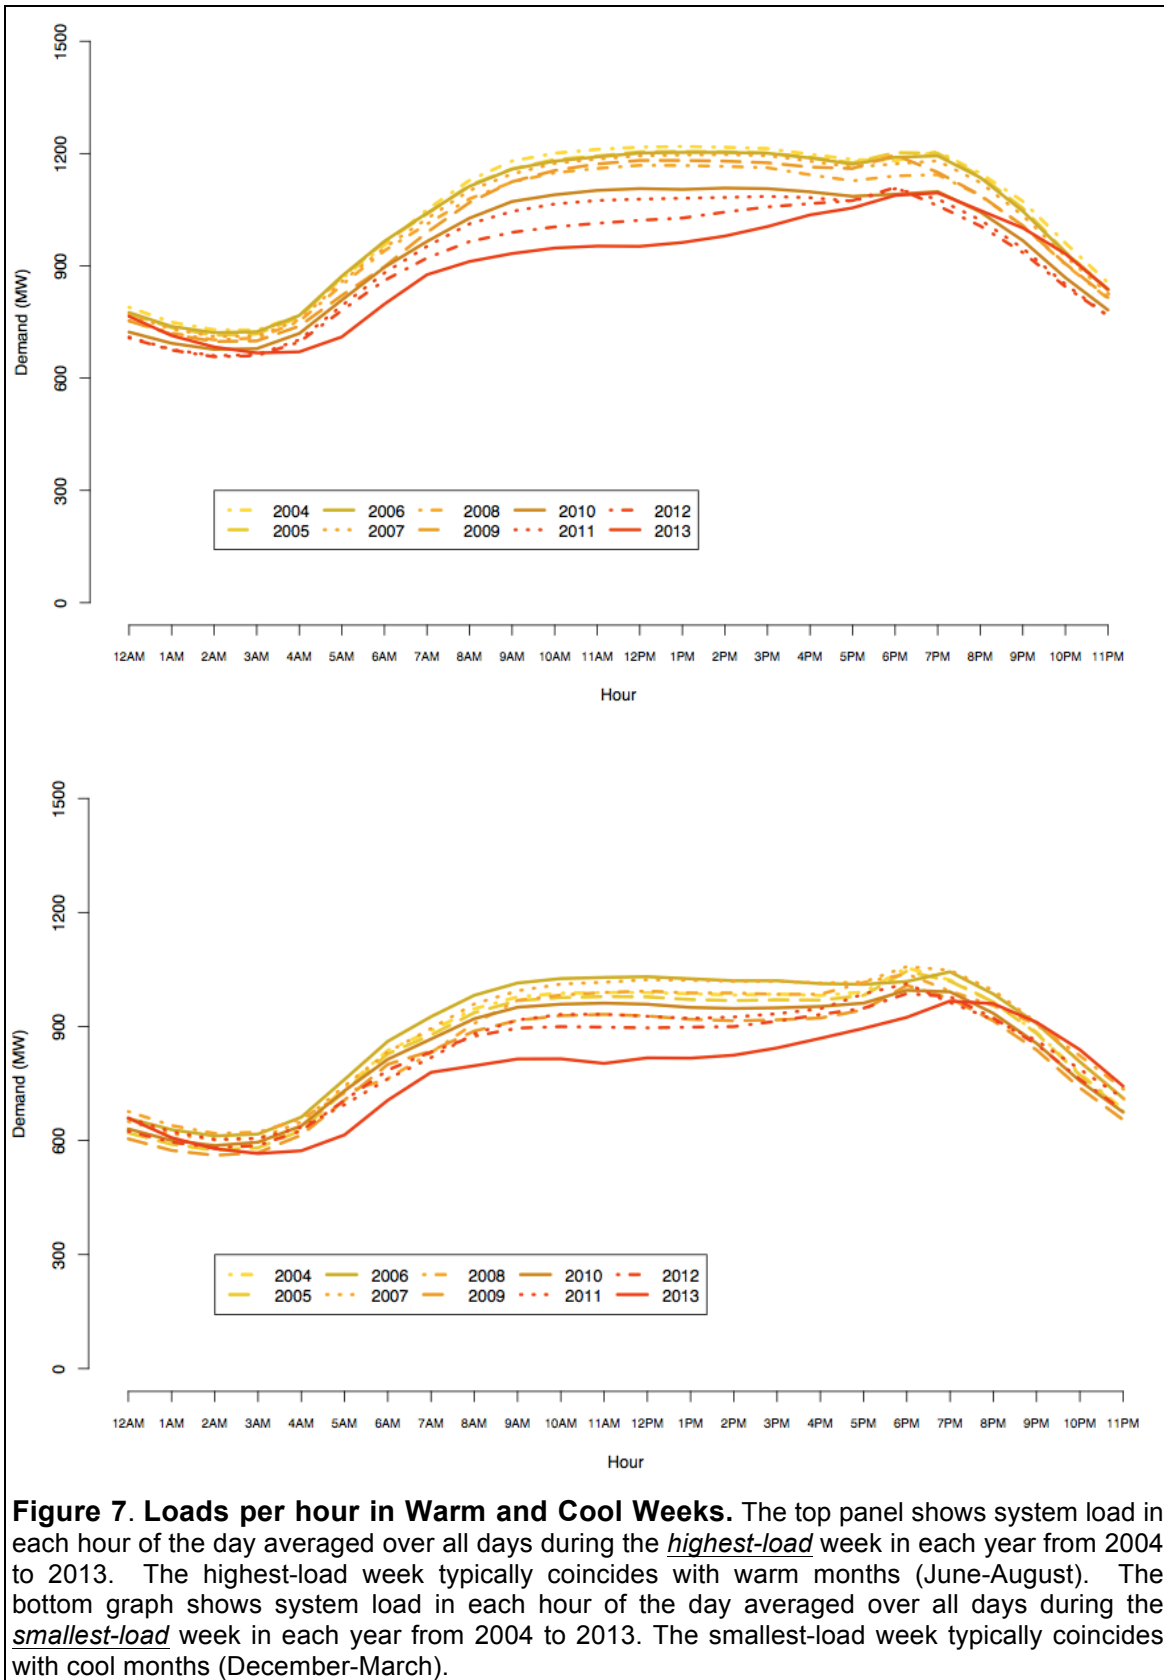 1500
1200
900
600
300
0
Demand (MW)
2004 2006 2008 2010 2012
2005 2007 2009 2011 2013
12AM 1AM 2AM 3AM 4AM 5AM 6AM 7AM 8AM 9AM 10AM 11AM 12PM 1PM 2PM 3PM 4PM 5PM 6PM 7PM 8PM 9PM 10PM 11PM
Hour
1500
1200
900
600
300
0
Demand (MW)
2004 2006 2008 2010 2012
2005 2007 2009 2011 2013
12AM 1AM 2AM 3AM 4AM 5AM 6AM 7AM 8AM 9AM 10AM 11AM 12PM 1PM 2PM 3PM 4PM 5PM 6PM 7PM 8PM 9PM 10PM 11PM
Hour
Figure 7. Loads per hour in Warm and Cool Weeks. The top panel shows system load in
each hour of the day averaged over all days during the highest-load week in each year from 2004
to 2013. The highest-load week typically coincides with warm months (June-August). The
bottom graph shows system load in each hour of the day averaged over all days during the
smallest-load week in each year from 2004 to 2013. The smallest-load week typically coincides
with cool months (December-March).